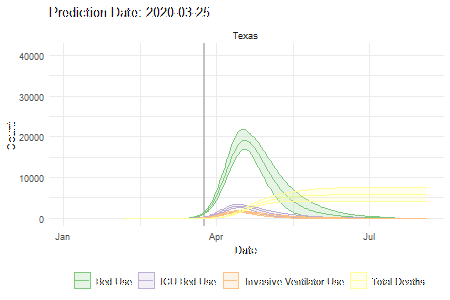 Prediction Date: 2020-03-25
Texas
40000
30000
20000
10000
0
Count
Jan
Apr
Jul
Date
Bed Use
ICU Bed Use
Invasive Ventilator Use
Total Deaths